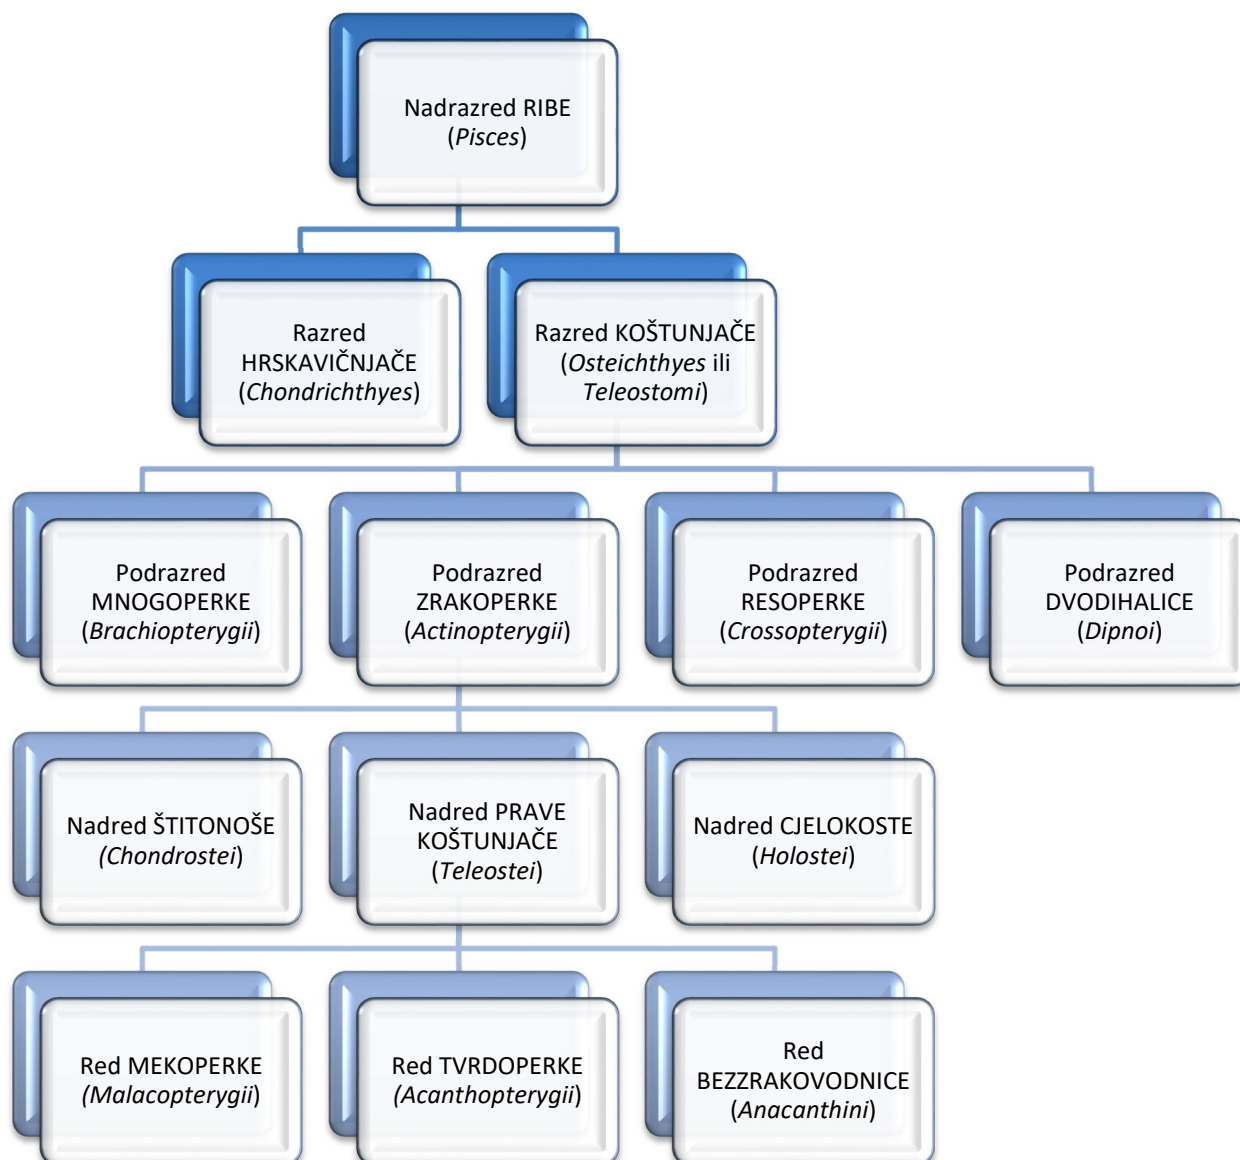 Nadrazred RIBE
(Pisces)
Razred
HRSKAVIČNJAČE
(Chondrichthyes)
Razred KOŠTUNJAČE
(Osteichthyes ili
Teleostomi)
Podrazred
MNOGOPERKE
(Brachiopterygii)
Podrazred
ZRAKOPERKE
(Actinopterygii)
Podrazred
RESOPERKE
(Crossopterygii)
Podrazred
DVODIHALICE
(Dipnoi)
Nadred ŠTITONOŠE
(Chondrostei)
Nadred PRAVE
KOŠTUNJAČE
(Teleostei)
Nadred CJELOKOSTE
(Holostei)
Red MEKOPERKE
(Malacopterygii)
Red TVRDOPERKE
(Acanthopterygii)
Red
BEZZRAKOVODNICE
(Anacanthini)